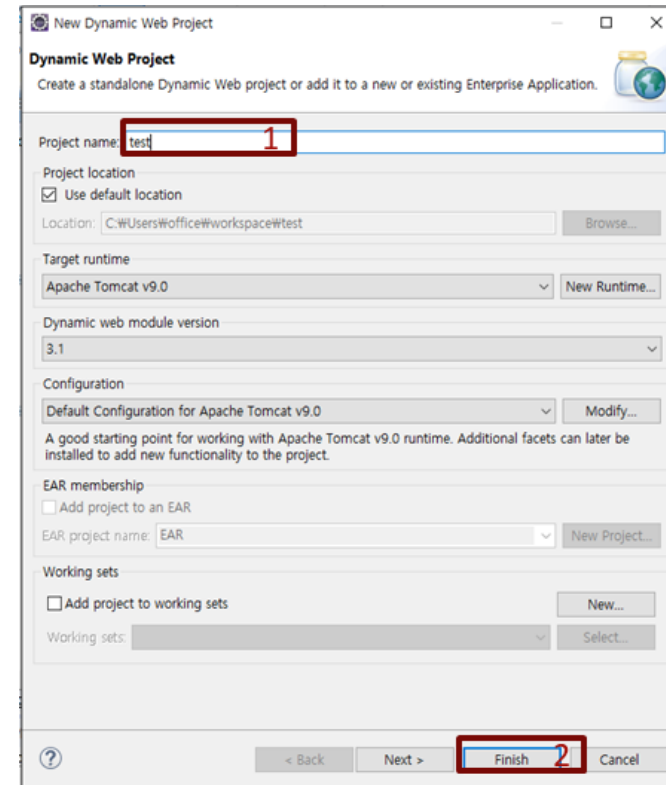 New Dynamic Web Project
Dynamic Web Project
Create a standalone Dynamic Web project or add it to a new or existing Enterprise Application.
Project name: test 1
Project location
Use default location
Location: C:₩Users₩office₩workspace₩test Browse...
Target runtime
Apache Tomcat v9.0 New Runtime...
Dynamic web module version
3.1
Configuration
Default Configuration for Apache Tomcat v9.0 Modify...
A good starting point for working with Apache Tomcat v9.0 runtime. Additional facets can later be
installed to add new functionality to the project.
EAR membership
Add project to an EAR
EAR project name: EAR New Project...
Working sets
Add project to working sets New...
Working sets: Select...
? < Back Next > Finish 2 Cancel